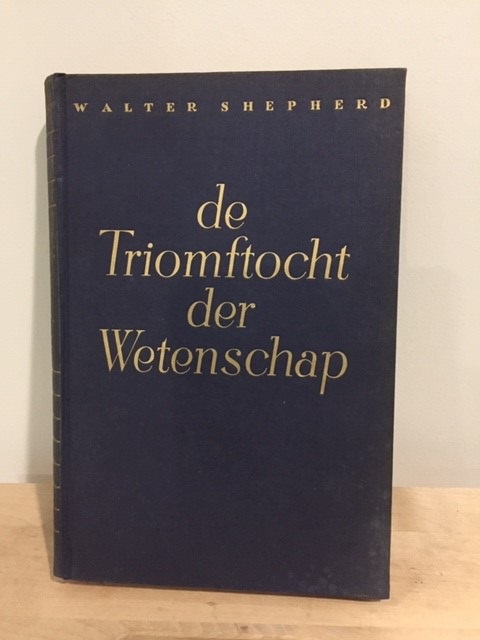 WALTER SHEPHERD
de
Triomftocht
der
Wetenschap